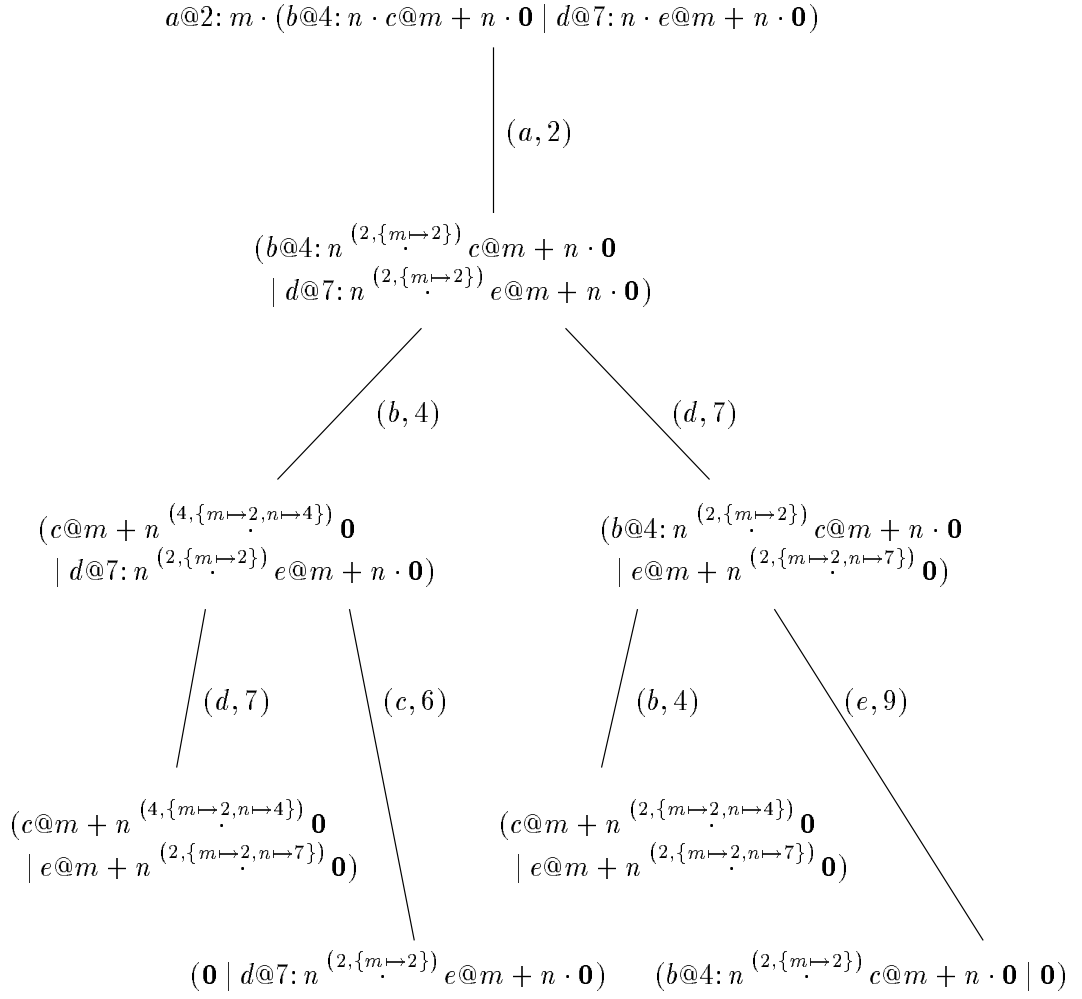 a@2: m · (b@4: n · c@m + n · 0 | d@7: n · e@m + n · 0)
(a, 2)
(b@4: n (2,{m↦2}) · c@m + n · 0
| d@7: n (2,{m↦2}) · e@m + n · 0)
(b, 4)
(d, 7)
(c@m + n (4,{m↦2,n↦4}) · 0
| d@7: n (2,{m↦2}) · e@m + n · 0)
(b@4: n (2,{m↦2}) · c@m + n · 0
| e@m + n (2,{m↦2,n↦7}) · 0)
(d, 7)
(c, 6)
(b, 4)
(e, 9)
(c@m + n (4,{m↦2,n↦4}) · 0
| e@m + n (2,{m↦2,n↦7}) · 0)
(c@m + n (2,{m↦2,n↦4}) · 0
| e@m + n (2,{m↦2,n↦7}) · 0)
(0 | d@7: n (2,{m↦2}) · e@m + n · 0)
(b@4: n (2,{m↦2}) · c@m + n · 0 | 0)